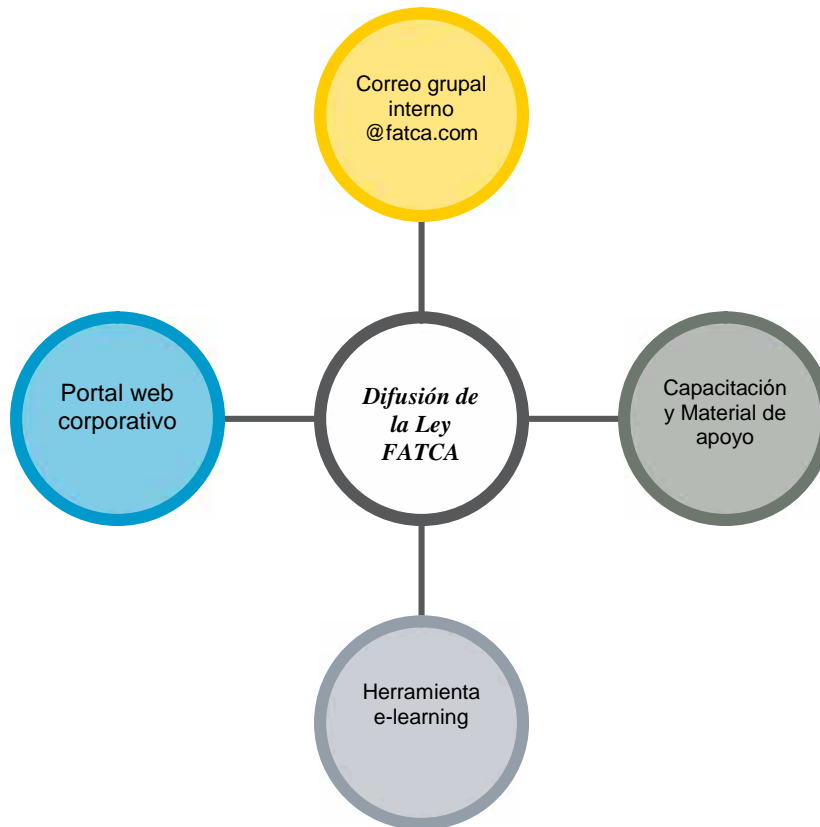 Correo grupal
interno
@fatca.com
Portal web
corporativo
Difusión de
la Ley
FATCA
Capacitación
y Material de
apoyo
Herramienta
e-learning